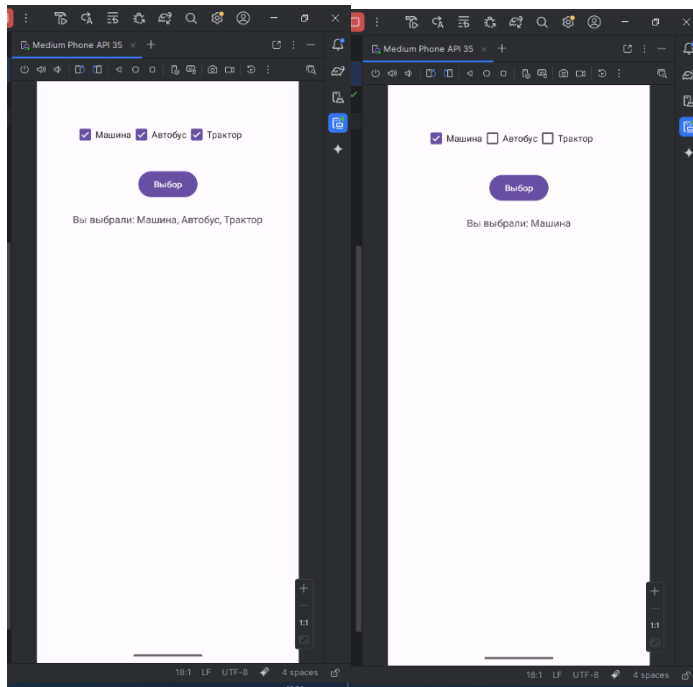 Medium Phone API 35
Машина Автобус Трактор
Выбор
Вы выбрали: Машина, Автобус, Трактор
1:1
18:1 LF UTF-8 4 spaces
Medium Phone API 35
Машина Автобус Трактор
Выбор
Вы выбрали: Машина
1:1
18:1 LF UTF-8 4 spaces